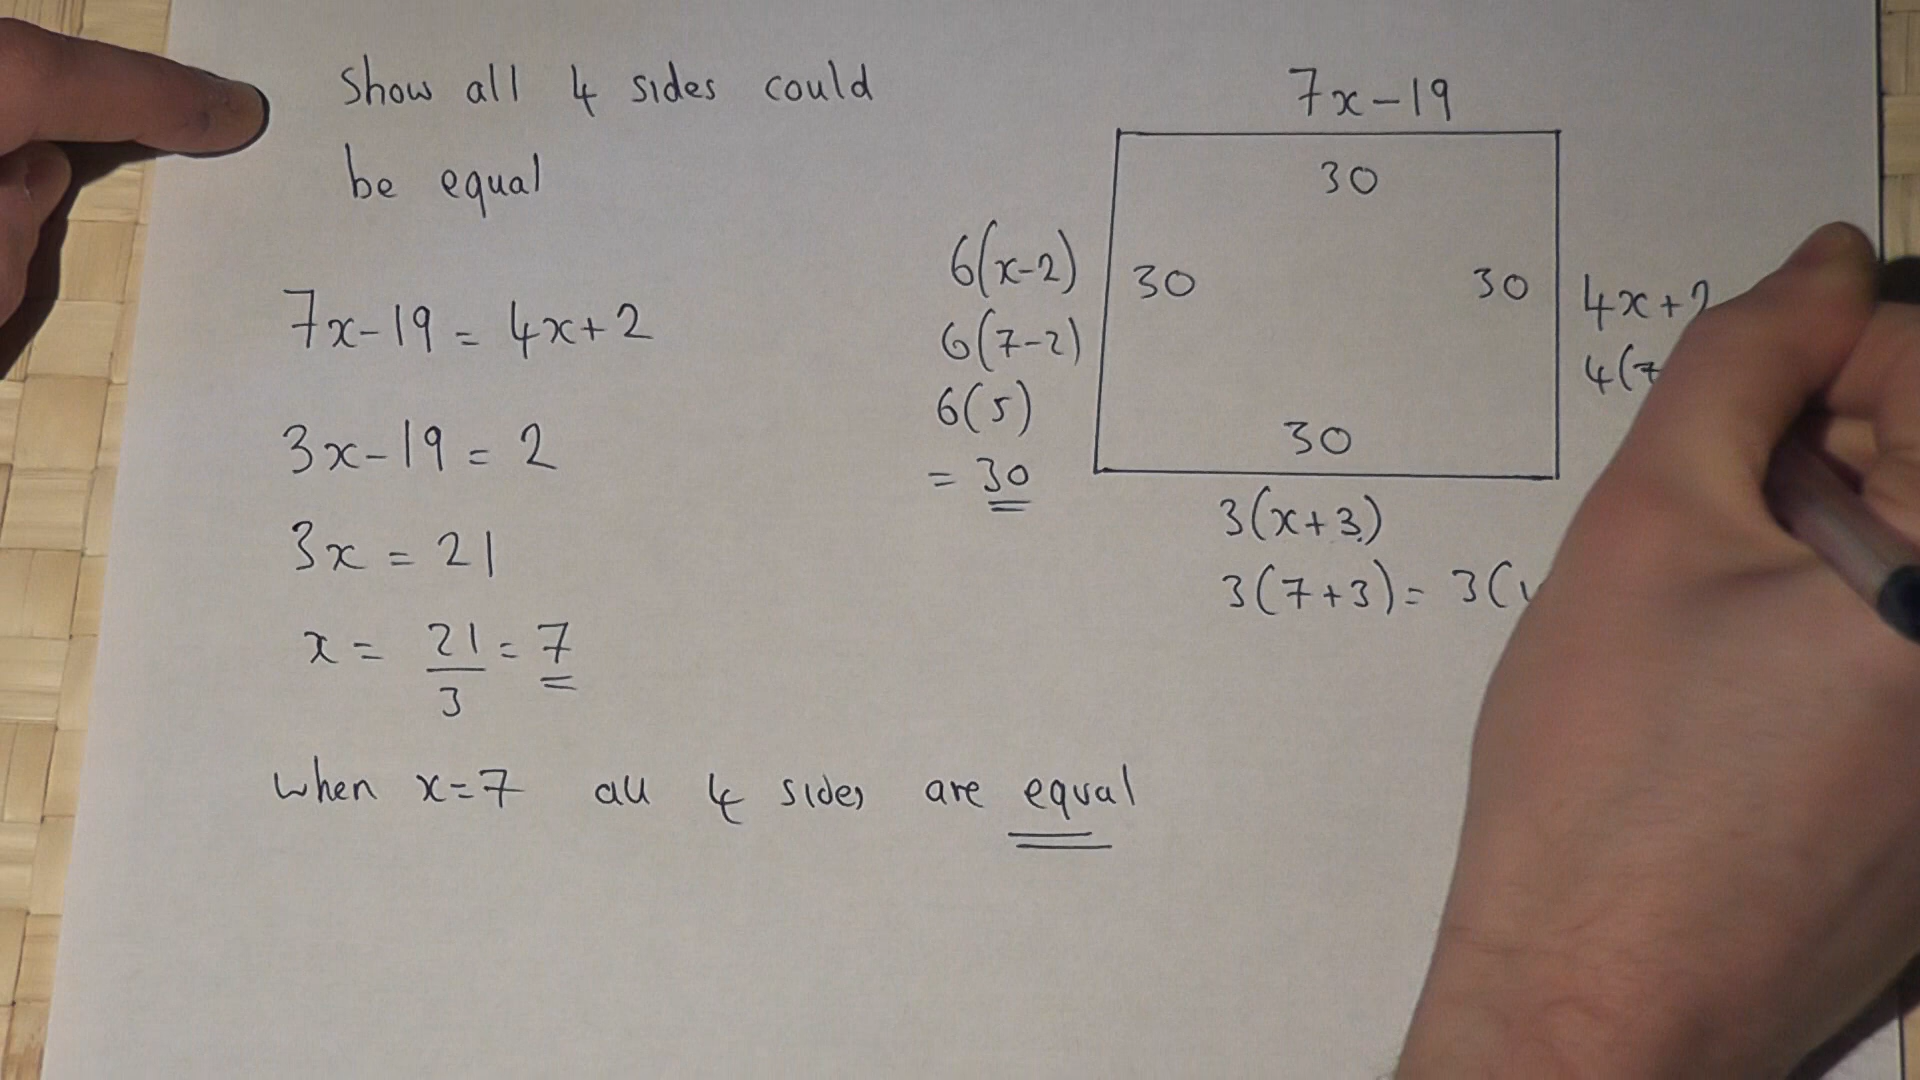 Show all 4 sides could
be equal
7x-19 = 4x+2
3x-19 = 2
3x = 21
x = 21/3 = 7
when x=7 all 4 sides are equal
7x-19
30
6(x-2)
30
30
4x+2
6(7-2)
4(7
6(5)
30
= 30
3(x+3)
3(7+3)= 3(